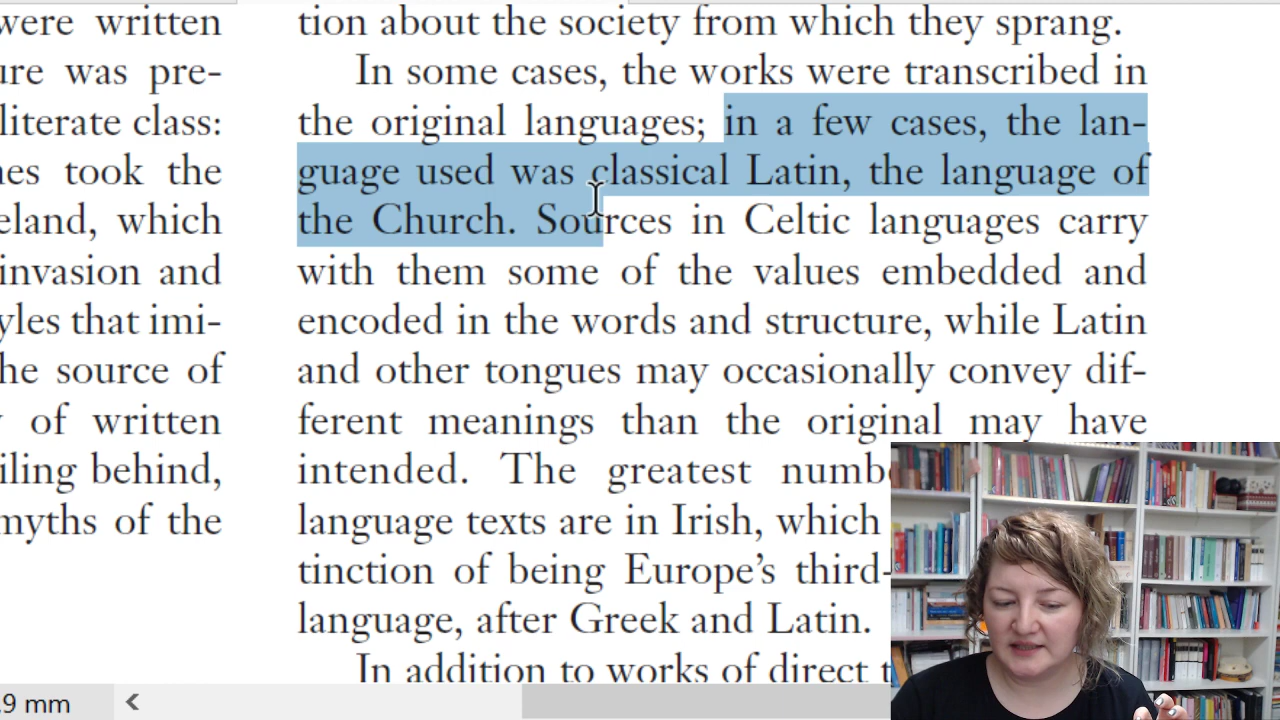 were written
ure was pre-
literate class:
nes took the
eland, which
invasion and
yles that imi-
he source of
of written
iling behind,
myths of the
tion about the society from which they sprang.
In some cases, the works were transcribed in
the original languages; in a few cases, the lan-
guage used was classical Latin, the language of
the Church. Sources in Celtic languages carry
with them some of the values embedded and
encoded in the words and structure, while Latin
and other tongues may occasionally convey dif-
ferent meanings than the original may have
intended. The greatest numbe
language texts are in Irish, which
tinction of being Europe's third-
language, after Greek and Latin.
In addition to works of direct t
.9 mm